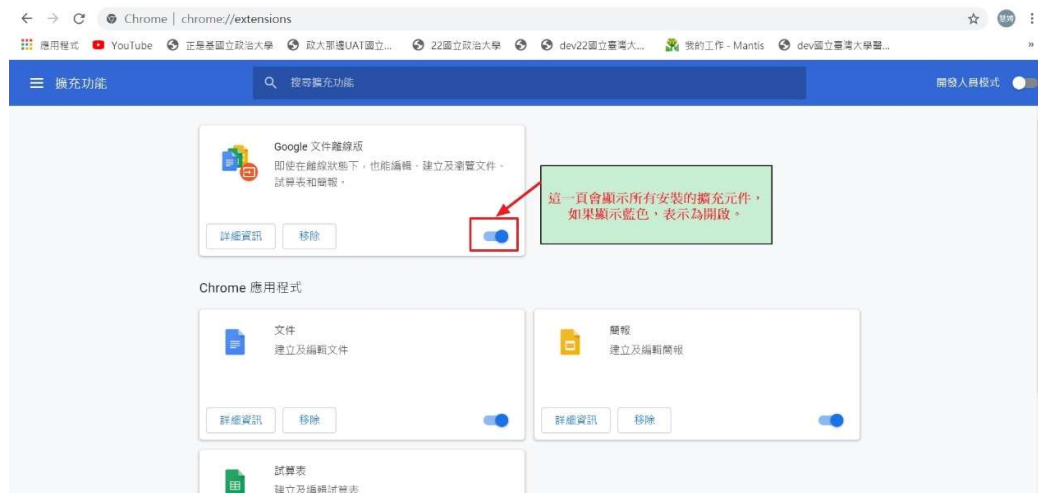 Chrome | chrome://extensions
應用程式 YouTube 正是基國立政治大學 政大那邊UAT國立... 22國立政治大學 dev22國立臺灣大... 我的工作 - Mantis dev國立臺灣大學醫... »
擴充功能 搜尋擴充功能 開發人員模式
Google 文件離線版
即使在離線狀態下，也能編輯、建立及瀏覽文件、
試算表和簡報。
這一頁會顯示所有安裝的擴充元件，
如果顯示藍色，表示為開啟。
詳細資訊 移除
Chrome 應用程式
文件
建立及編輯文件
詳細資訊 移除
簡報
建立及編輯簡報
詳細資訊 移除
試算表
建立及編輯試算表